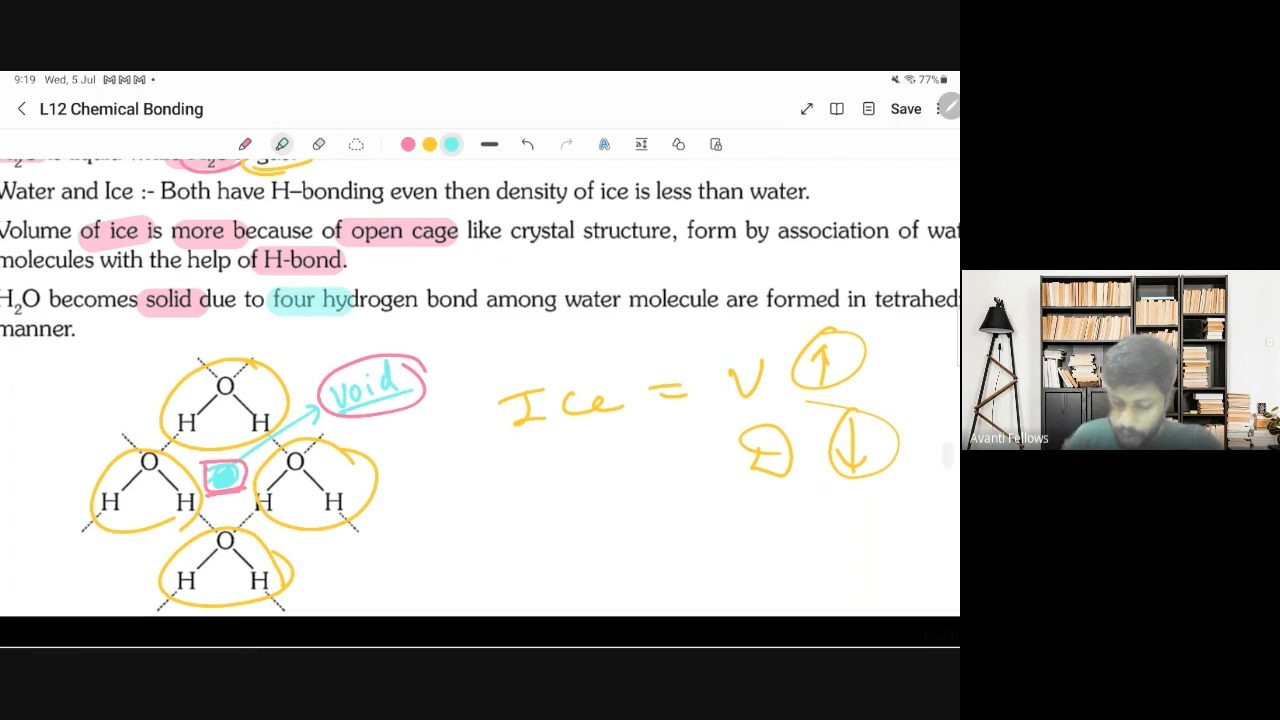 9:19 Wed, 5 Jul
77%
L12 Chemical Bonding
Save
Water and Ice :- Both have H–bonding even then density of ice is less than water.
Volume of ice is more because of open cage like crystal structure, form by association of wat
molecules with the help of H-bond.
H₂O becomes solid due to four hydrogen bond among water molecule are formed in tetrahed
manner.
void
Ice = V ↑
D ↓
O
H H
O O
H H H H
O
H H
Avanti Fellows